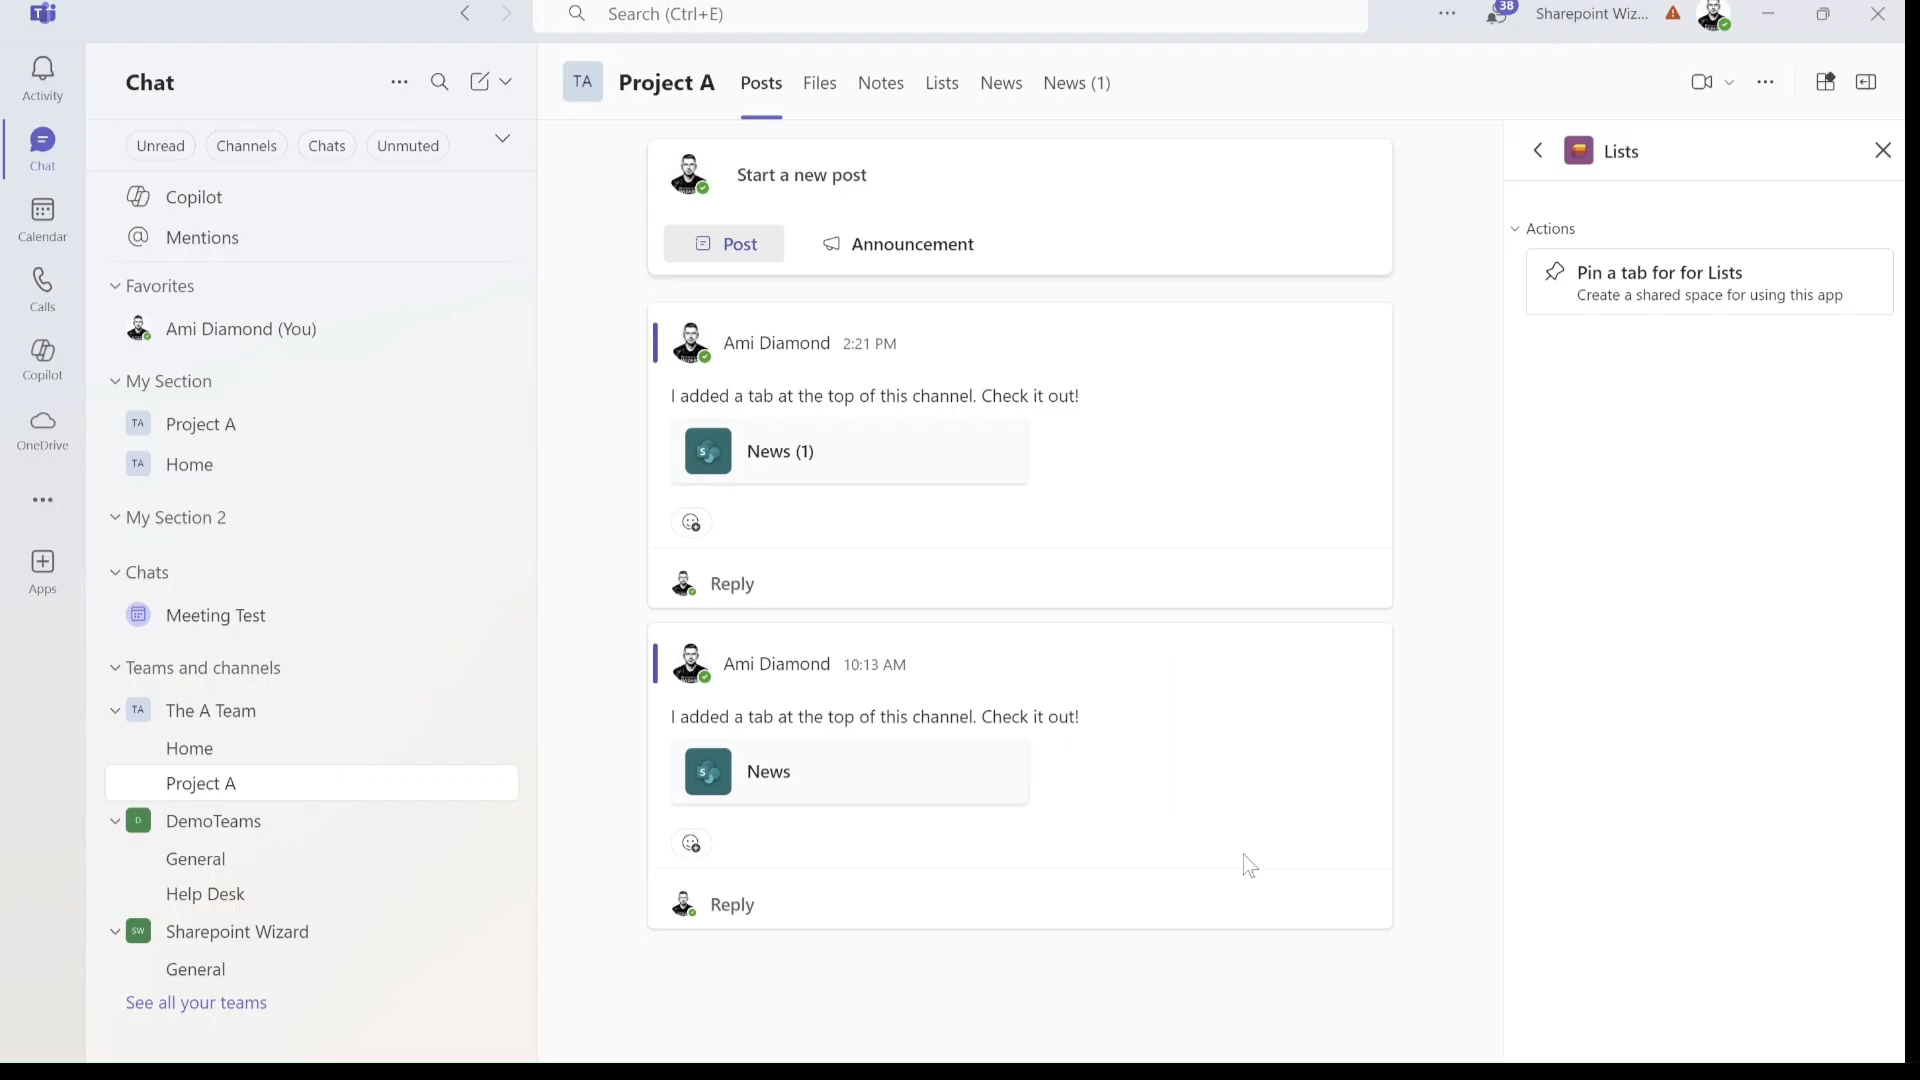 Search (Ctrl+E)
38
Sharepoint Wiz...
Activity
Chat
Calendar
Calls
Copilot
OneDrive
Apps
Chat
Unread
Channels
Chats
Unmuted
Copilot
Mentions
Favorites
Ami Diamond (You)
My Section
TA Project A
TA Home
My Section 2
Chats
Meeting Test
Teams and channels
TA The A Team
Home
Project A
D DemoTeams
General
Help Desk
SW Sharepoint Wizard
General
See all your teams
TA Project A
Posts
Files
Notes
Lists
News
News (1)
Start a new post
Post
Announcement
Ami Diamond 2:21 PM
I added a tab at the top of this channel. Check it out!
S News (1)
Reply
Ami Diamond 10:13 AM
I added a tab at the top of this channel. Check it out!
S News
Reply
Lists
Actions
Pin a tab for for Lists
Create a shared space for using this app